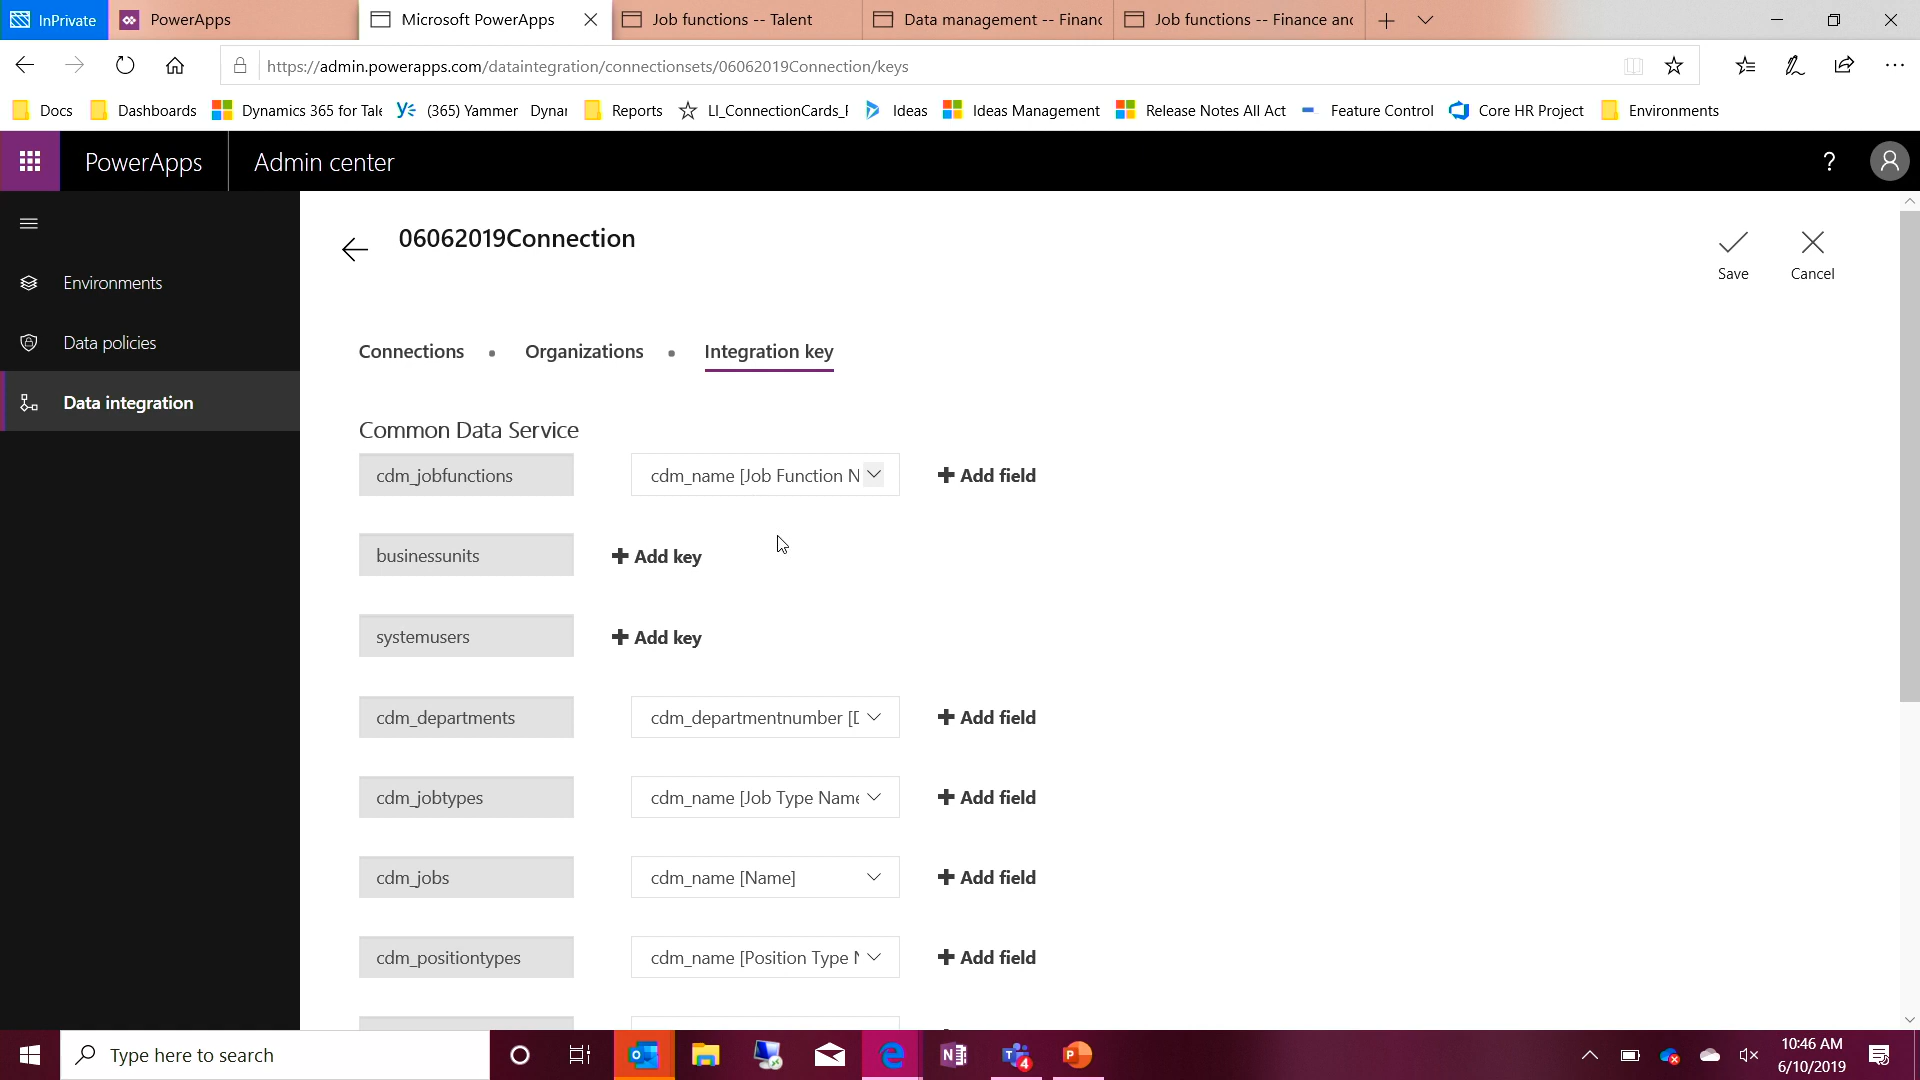 InPrivate
PowerApps
Microsoft PowerApps
Job functions -- Talent
Data management -- Financ
Job functions -- Finance and
https://admin.powerapps.com/dataintegration/connectionsets/06062019Connection/keys
Docs
Dashboards
Dynamics 365 for Tale
(365) Yammer
Dynar
Reports
LI_ConnectionCards_F
Ideas
Ideas Management
Release Notes All Act
Feature Control
Core HR Project
Environments
PowerApps
Admin center
?
Environments
Data policies
Data integration
06062019Connection
Save
Cancel
Connections
Organizations
Integration key
Common Data Service
cdm_jobfunctions
cdm_name [Job Function N
Add field
businessunits
Add key
systemusers
Add key
cdm_departments
cdm_departmentnumber [D
Add field
cdm_jobtypes
cdm_name [Job Type Name
Add field
cdm_jobs
cdm_name [Name]
Add field
cdm_positiontypes
cdm_name [Position Type N
Add field
Type here to search
4
10:46 AM
6/10/2019